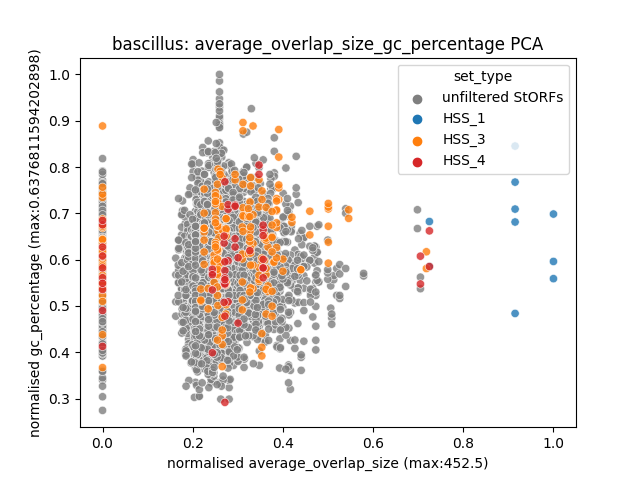 bascillus: average_overlap_size_gc_percentage PCA
normalised gc_percentage (max:0.6376811594202898)
1.0
0.9
0.8
0.7
0.6
0.5
0.4
0.3
set_type
unfiltered StORFs
HSS_1
HSS_3
HSS_4
0.0
0.2
0.4
0.6
0.8
1.0
normalised average_overlap_size (max:452.5)